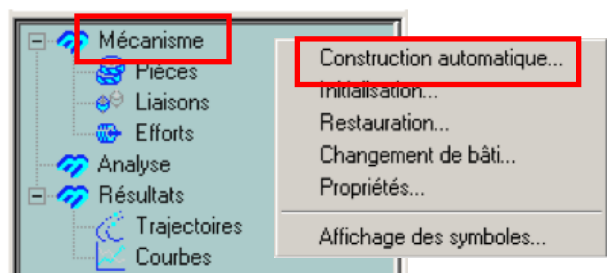 Mécanisme
Pièces
Liaisons
Efforts
Analyse
Résultats
Trajectoires
Courbes
Construction automatique...
Initialisation...
Restauration...
Changement de bâti...
Propriétés...
Affichage des symboles...